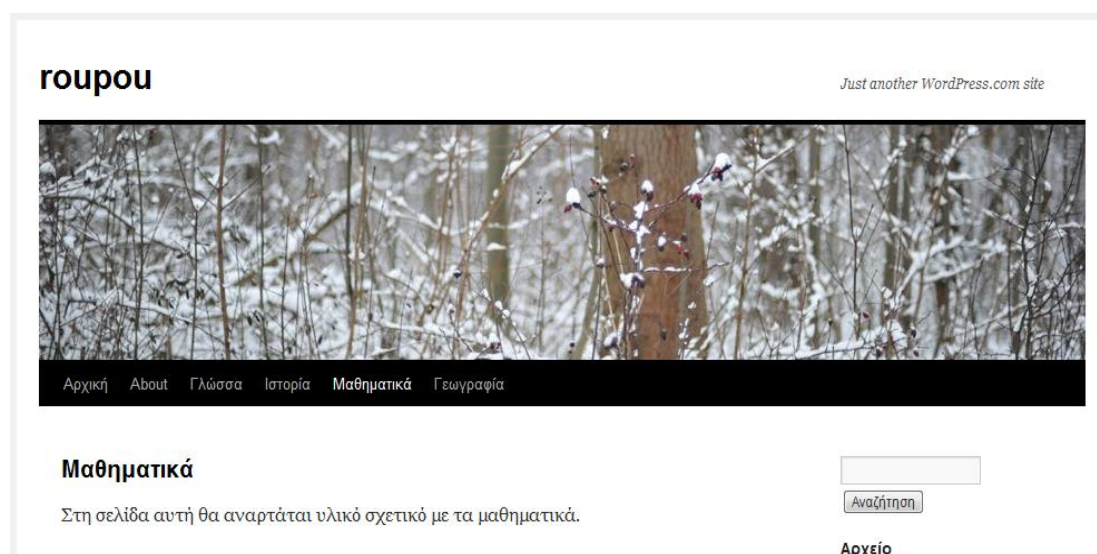 roupou
Just another WordPress.com site
Αρχική About Γλώσσα Ιστορία Μαθηματικά Γεωγραφία
Μαθηματικά
Στη σελίδα αυτή θα αναρτάται υλικό σχετικό με τα μαθηματικά.
Αναζήτηση
Αρχείο